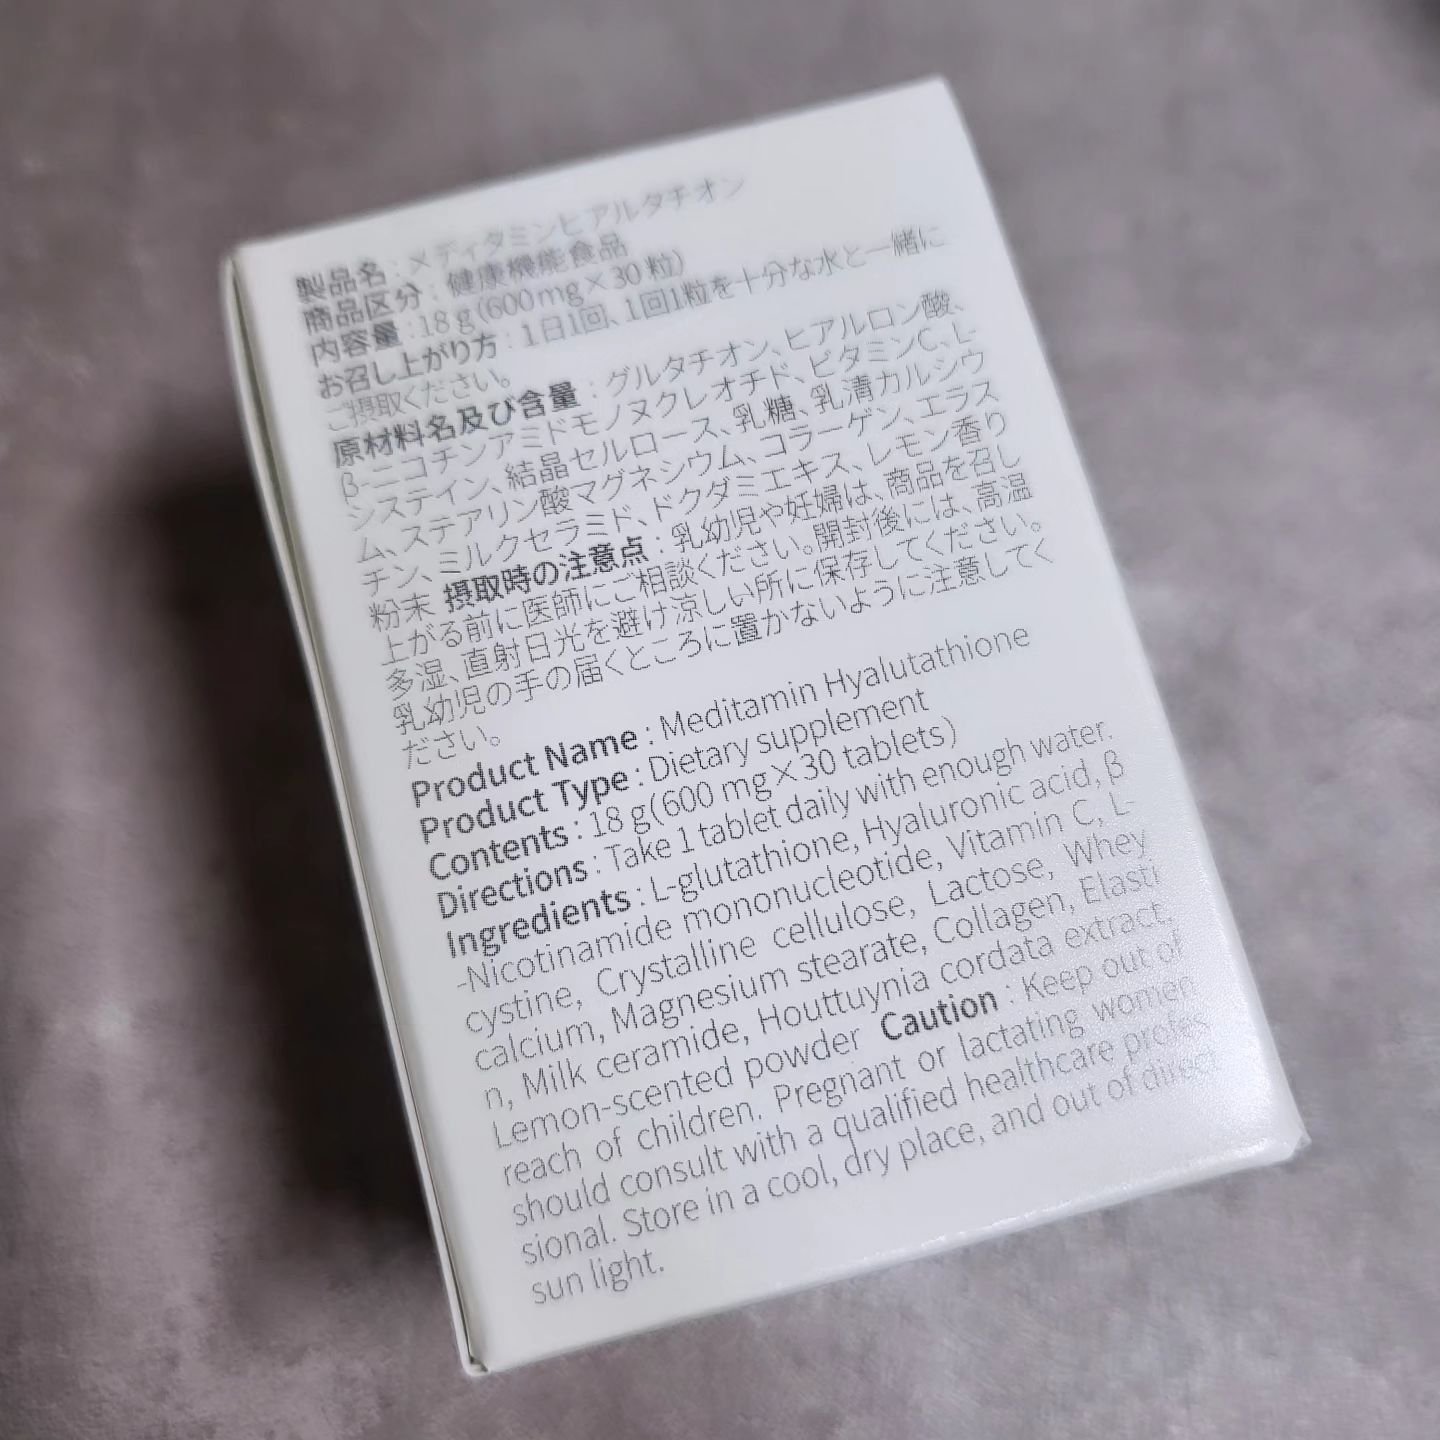 製品名 : メディタミンヒアルタチオン
商品区分 : 健康機能食品
内容量 : 18 g(600 mg × 30 粒)
お召し上がり方 : 1日1回、1回1粒を十分な水と一緒に
ご摂取ください。
原材料名及び含量 : グルタチオン、ヒアルロン酸、
β-ニコチンアミドモノヌクレオチド、ビタミンC、L-
システイン、結晶セルロース、乳糖、乳清カルシウ
ム、ステアリン酸マグネシウム、コラーゲン、エラス
チン、ミルクセラミド、ドクダミエキス、レモン香り
粉末 摂取時の注意点 : 乳幼児や妊婦は、商品を召し
上がる前に医師にご相談ください。開封後には、高温
多湿、直射日光を避け涼しい所に保存してください。
乳幼児の手の届くところに置かないように注意してく
ださい。
Product Name : Meditamin Hyalutathione
Product Type : Dietary supplement
Contents : 18 g(600 mg×30 tablets)
Directions : Take 1 tablet daily with enough water.
Ingredients : L-glutathione, Hyaluronic acid, β
-Nicotinamide mononucleotide, Vitamin C, L-
cystine, Crystalline cellulose, Lactose, Whey
calcium, Magnesium stearate, Collagen, Elasti
n, Milk ceramide, Houttuynia cordata extract,
Lemon-scented powder Caution : Keep out of
reach of children. Pregnant or lactating women
should consult with a qualified healthcare profes
sional. Store in a cool, dry place, and out of direct
sun light.